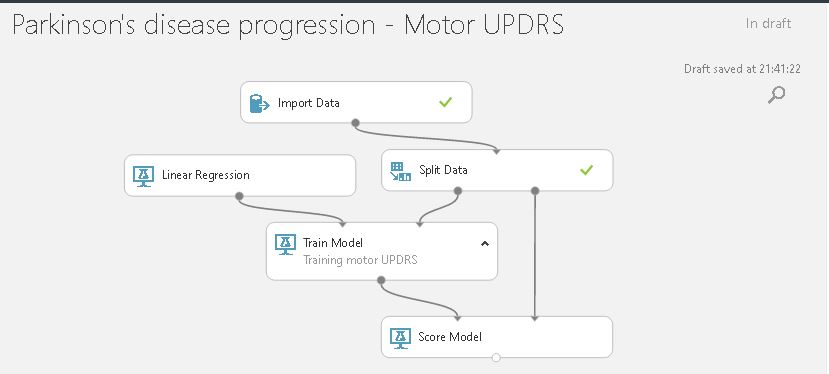 Parkinson's disease progression - Motor UPDRS
In draft
Draft saved at 21:41:22
Import Data
Linear Regression
Split Data
Train Model
Training motor UPDRS
Score Model